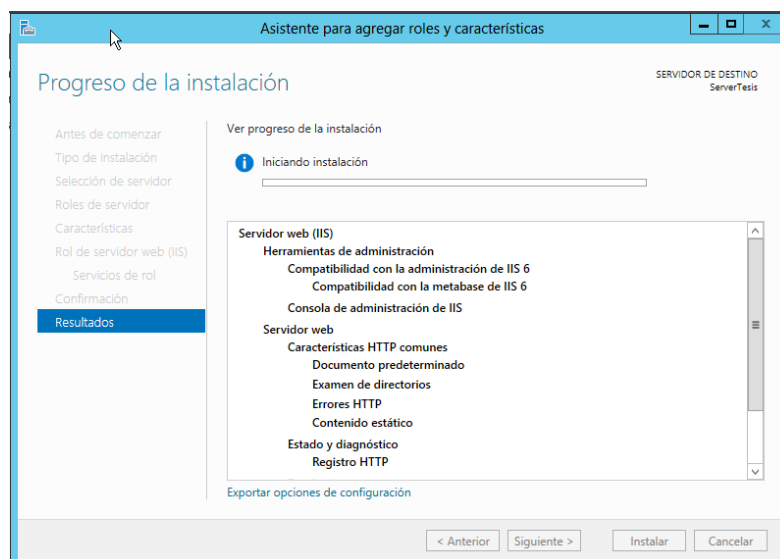 Asistente para agregar roles y características
Progreso de la instalación
SERVIDOR DE DESTINO
ServerTesis
Antes de comenzar
Tipo de instalación
Selección de servidor
Roles de servidor
Características
Rol de servidor web (IIS)
Servicios de rol
Confirmación
Resultados
Ver progreso de la instalación
Iniciando instalación
Servidor web (IIS)
Herramientas de administración
Compatibilidad con la administración de IIS 6
Compatibilidad con la metabase de IIS 6
Consola de administración de IIS
Servidor web
Características HTTP comunes
Documento predeterminado
Examen de directorios
Errores HTTP
Contenido estático
Estado y diagnóstico
Registro HTTP
Exportar opciones de configuración
< Anterior
Siguiente >
Instalar
Cancelar